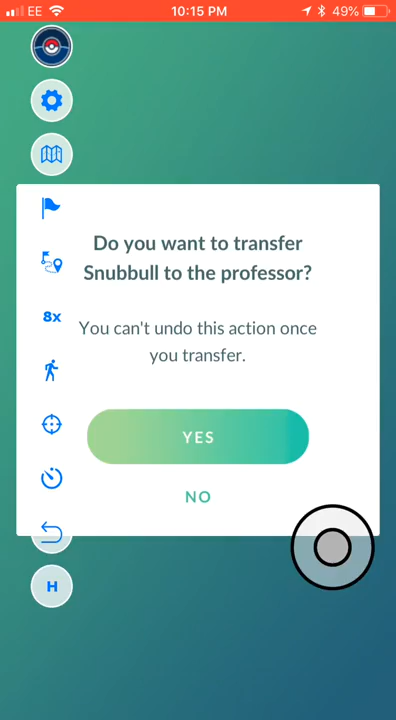 EE 10:15 PM 49%
Do you want to transfer
Snubbull to the professor?
8x
You can't undo this action once
you transfer.
YES
NO
H